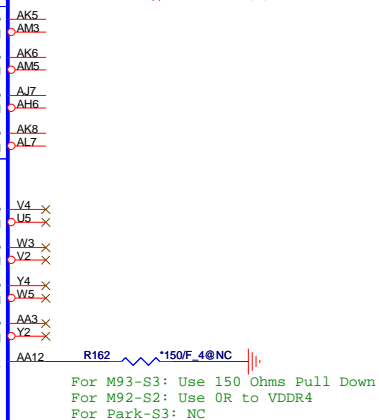 AK5
AM3
AK6
AM5
AJ7
AH6
AK8
AL7
V4
U5
W3
V2
Y4
W5
AA3
Y2
AA12 R162 *150/F_4@NC
For M93-S3: Use 150 Ohms Pull Down
For M92-S2: Use 0R to VDDR4
For Park-S3: NC